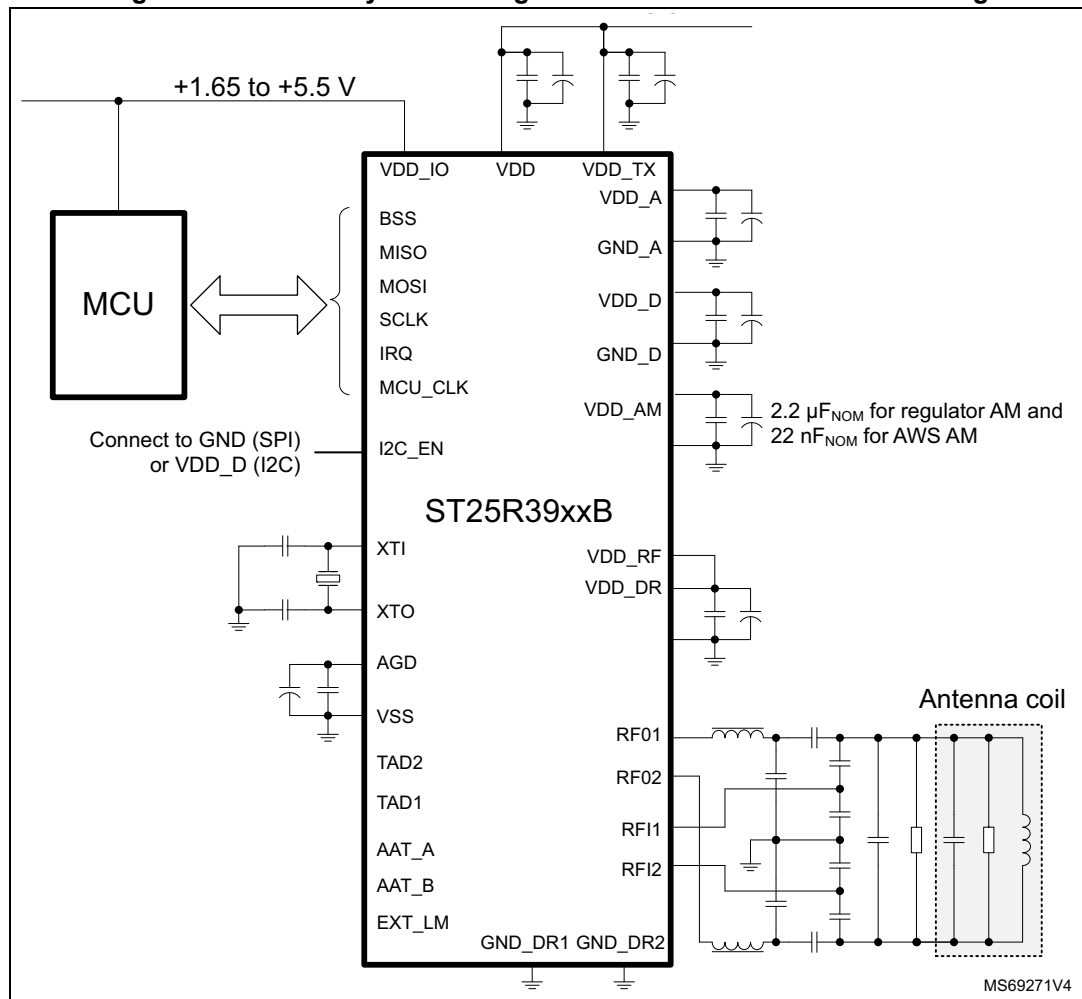 +1.65 to +5.5 V
VDD_IO
VDD
VDD_TX
VDD_A
BSS
GND_A
MISO
MOSI
VDD_D
MCU
SCLK
IRQ
GND_D
MCU_CLK
VDD_AM
2.2 µFNOM for regulator AM and
22 nFNOM for AWS AM
Connect to GND (SPI)
or VDD_D (I2C)
I2C_EN
ST25R39xxB
XTI
VDD_RF
VDD_DR
XTO
AGD
VSS
Antenna coil
RF01
TAD2
RF02
TAD1
RFI1
AAT_A
RFI2
AAT_B
EXT_LM
GND_DR1
GND_DR2
MS69271V4